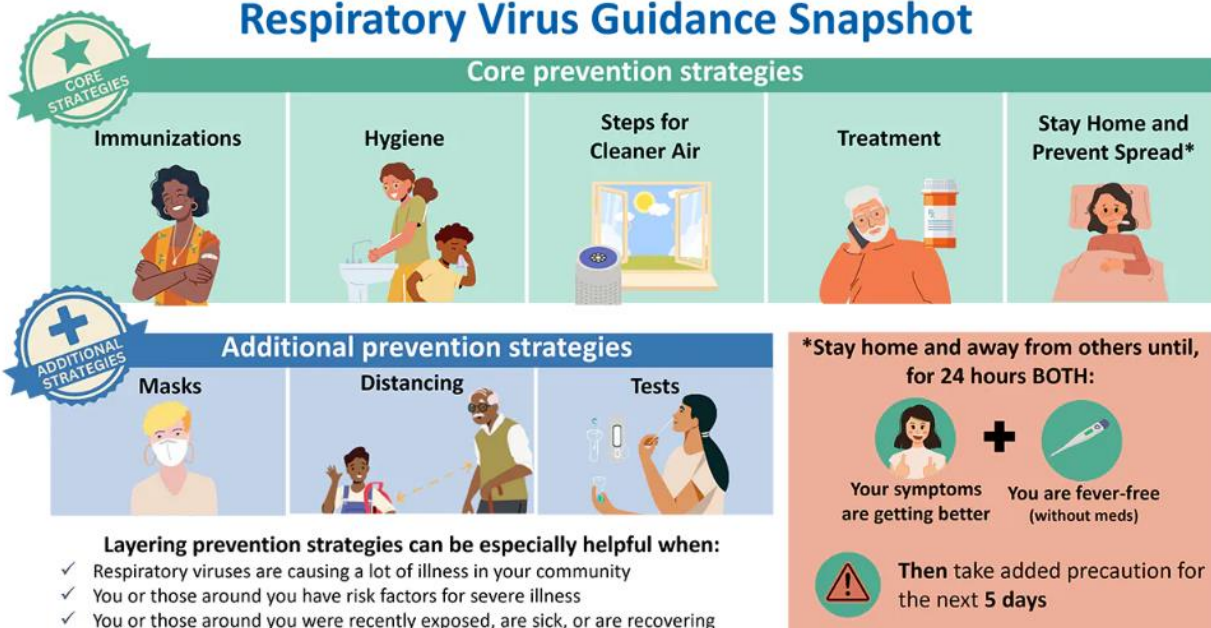 Respiratory Virus Guidance Snapshot
CORE
STRATEGIES
Core prevention strategies
Immunizations
Hygiene
Steps for
Cleaner Air
Treatment
Stay Home and
Prevent Spread*
ADDITIONAL
STRATEGIES
Additional prevention strategies
Masks
Distancing
Tests
Layering prevention strategies can be especially helpful when:
✓ Respiratory viruses are causing a lot of illness in your community
✓ You or those around you have risk factors for severe illness
✓ You or those around you were recently exposed, are sick, or are recovering
*Stay home and away from others until,
for 24 hours BOTH:
Your symptoms
are getting better
You are fever-free
(without meds)
Then take added precaution for
the next 5 days